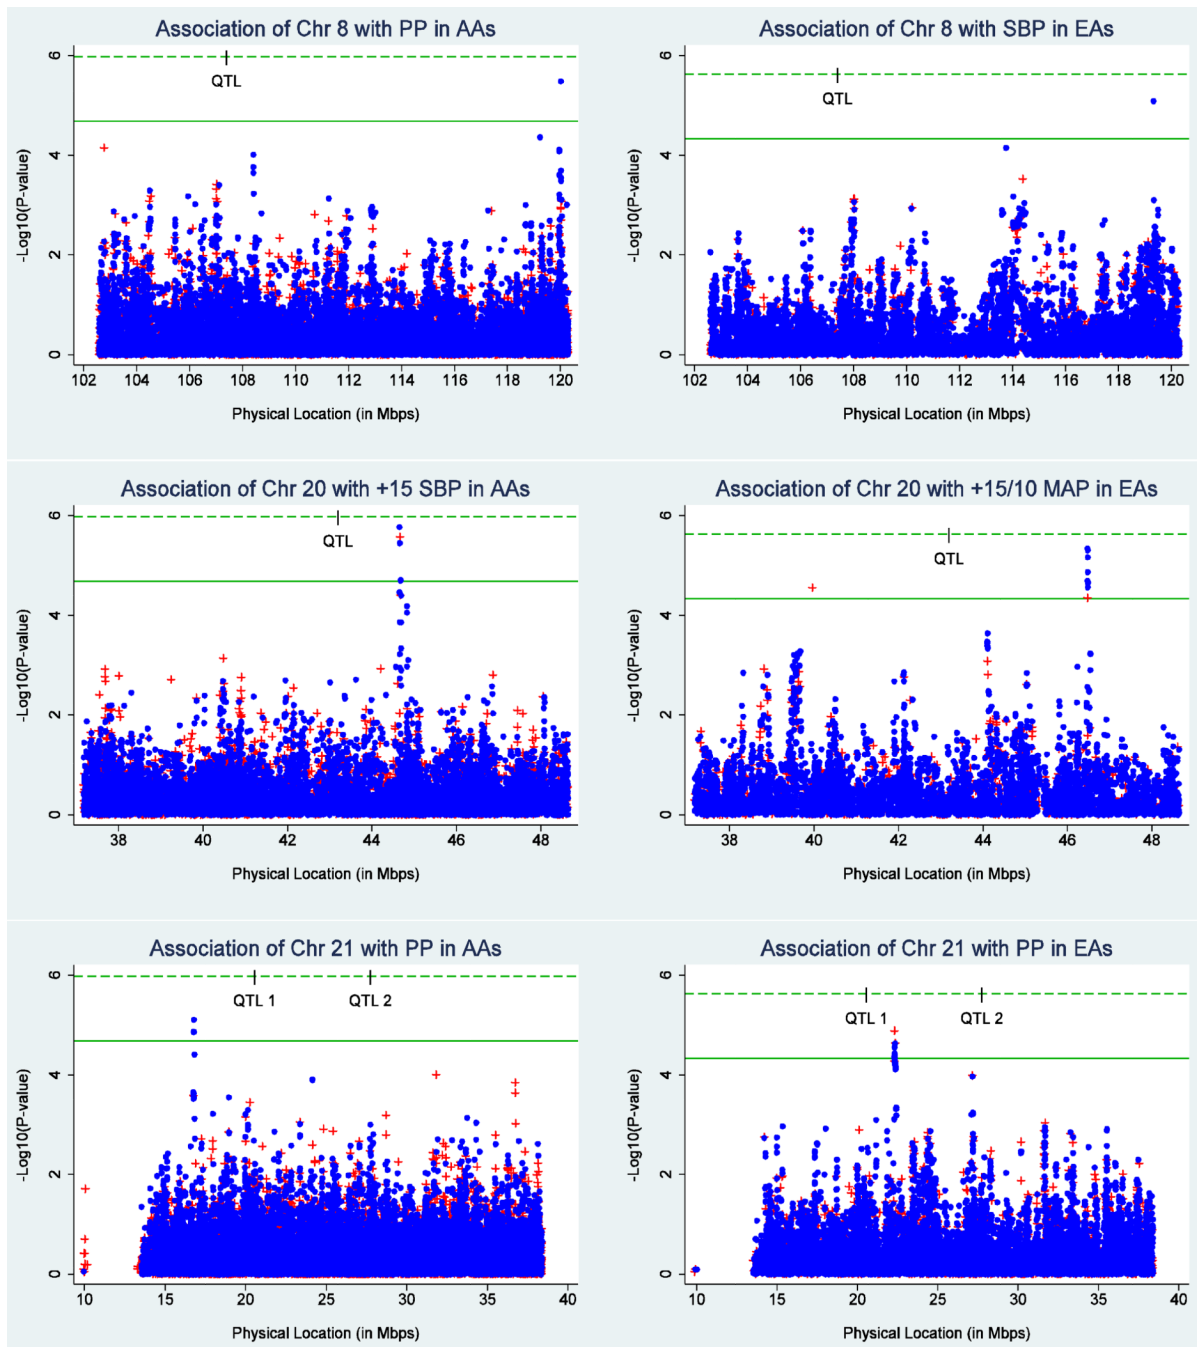 Association of Chr 8 with PP in AAs
6
QTL
4
2
0
-Log10(P-value)
102 104 106 108 110 112 114 116 118 120
Physical Location (in Mbps)
Association of Chr 8 with SBP in EAs
6
QTL
4
2
0
-Log10(P-value)
102 104 106 108 110 112 114 116 118 120
Physical Location (in Mbps)
Association of Chr 20 with +15 SBP in AAs
6
QTL
4
2
0
-Log10(P-value)
38 40 42 44 46 48
Physical Location (in Mbps)
Association of Chr 20 with +15/10 MAP in EAs
6
QTL
4
2
0
-Log10(P-value)
38 40 42 44 46 48
Physical Location (in Mbps)
Association of Chr 21 with PP in AAs
6
QTL 1 QTL 2
4
2
0
-Log10(P-value)
10 15 20 25 30 35 40
Physical Location (in Mbps)
Association of Chr 21 with PP in EAs
6
QTL 1 QTL 2
4
2
0
-Log10(P-value)
10 15 20 25 30 35 40
Physical Location (in Mbps)